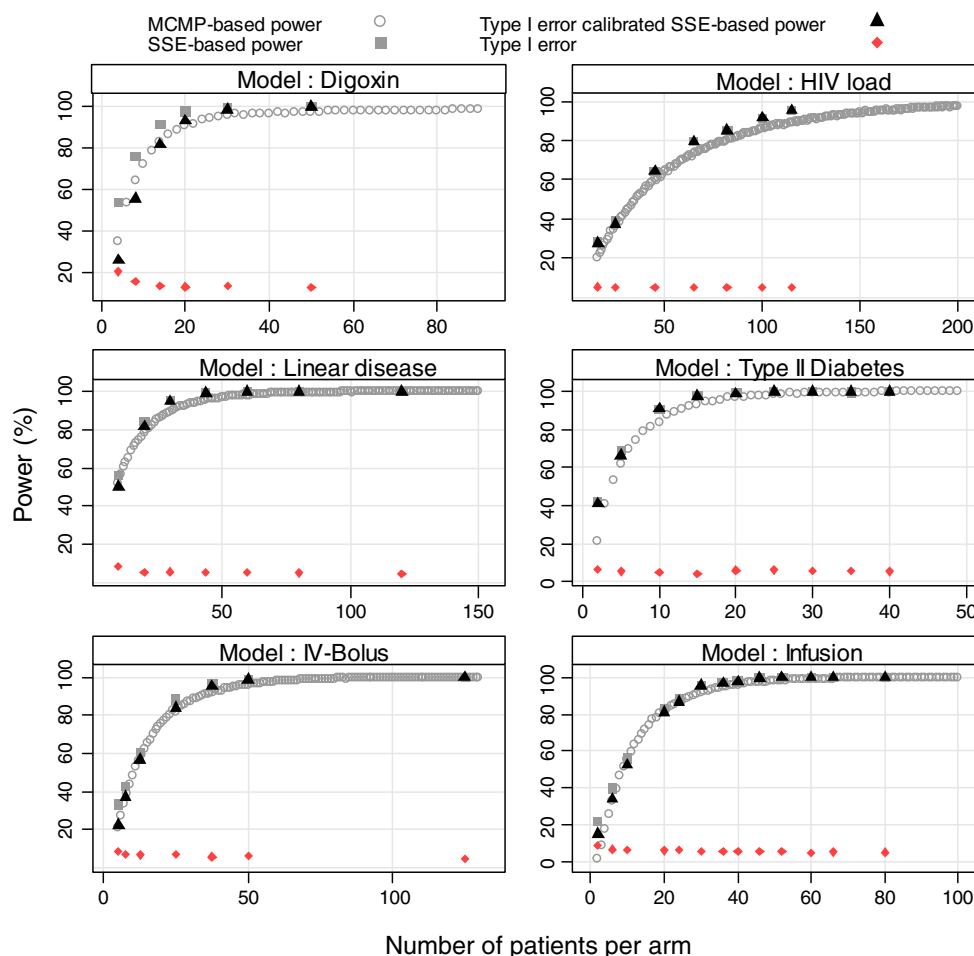 MCMP-based power
SSE-based power
Type I error calibrated SSE-based power
Type I error
Model : Digoxin
Model : HIV load
20 40 60 80 100
0 20 40 60 80
20 40 60 80 100
50 100 150 200
Model : Linear disease
Model : Type II Diabetes
20 40 60 80 100
50 100 150
0 20 40 60 80 100
0 10 20 30 40 50
Model : IV-Bolus
Model : Infusion
20 40 60 80 100
0 50 100
0 20 40 60 80 100
0 20 40 60 80 100
Power (%)
Number of patients per arm